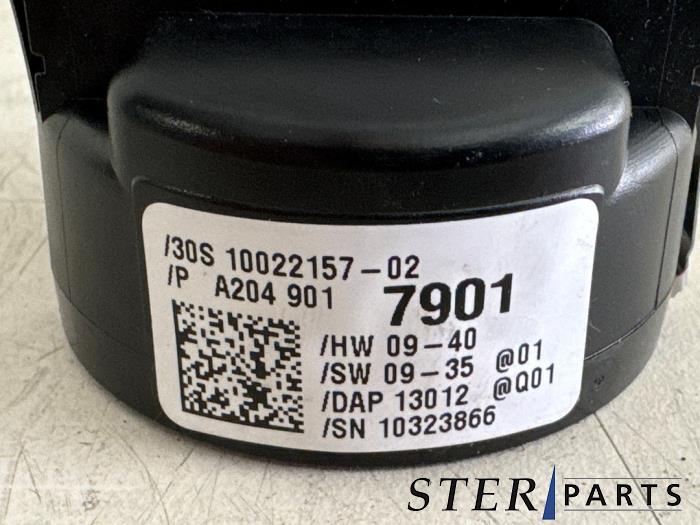 /30S 10022157-02
/P A204 901 7901
/HW 09-40
/SW 09-35 @01
/DAP 13012 @Q01
/SN 10323866
STER PARTS